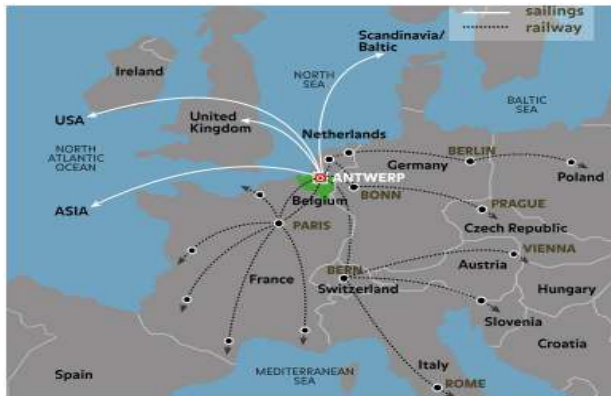 sailings
railway
Scandinavia/
Baltic
Ireland
NORTH
SEA
BALTIC
SEA
USA
United
Kingdom
Netherlands
NORTH
ATLANTIC
OCEAN
BERLIN
Germany
Poland
ANTWERP
Belgium
BONN
ASIA
PRAGUE
PARIS
Czech Republic
VIENNA
BERN
Austria
France
Switzerland
Hungary
Slovenia
Croatia
Italy
MEDITERRANEAN
SEA
Spain
ROME